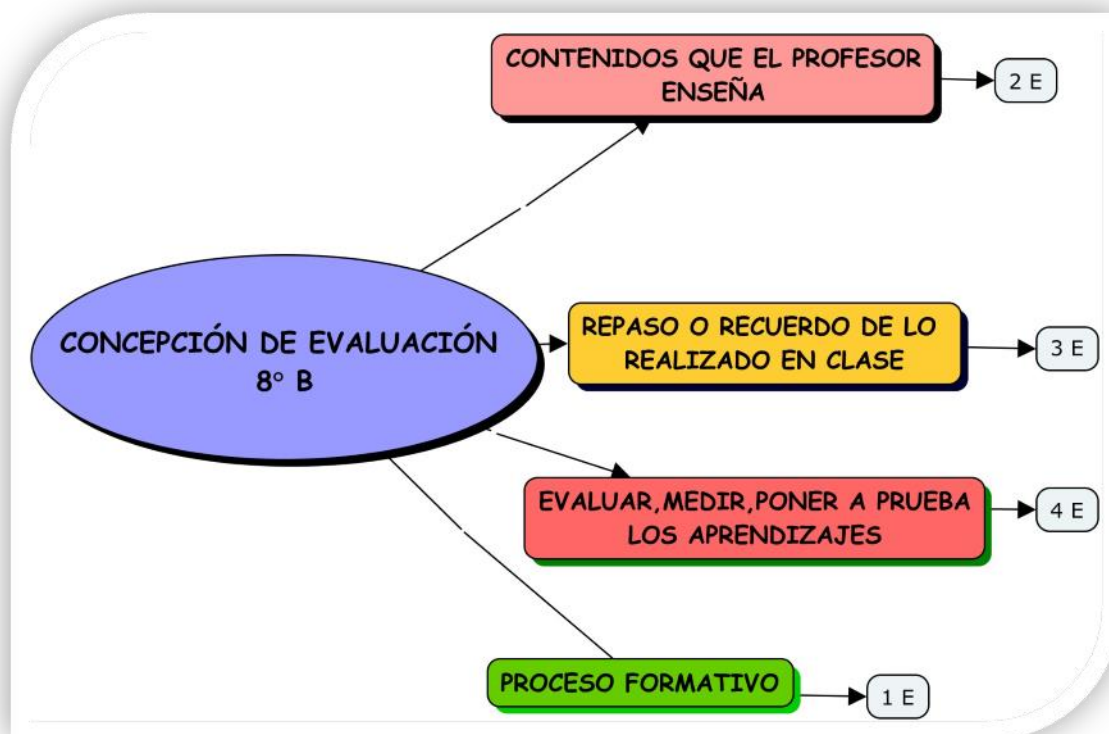 CONTENIDOS QUE EL PROFESOR
ENSEÑA
2 E
CONCEPCIÓN DE EVALUACIÓN
8° B
REPASO O RECUERDO DE LO
REALIZADO EN CLASE
3 E
EVALUAR,MEDIR,PONER A PRUEBA
LOS APRENDIZAJES
4 E
PROCESO FORMATIVO
1 E